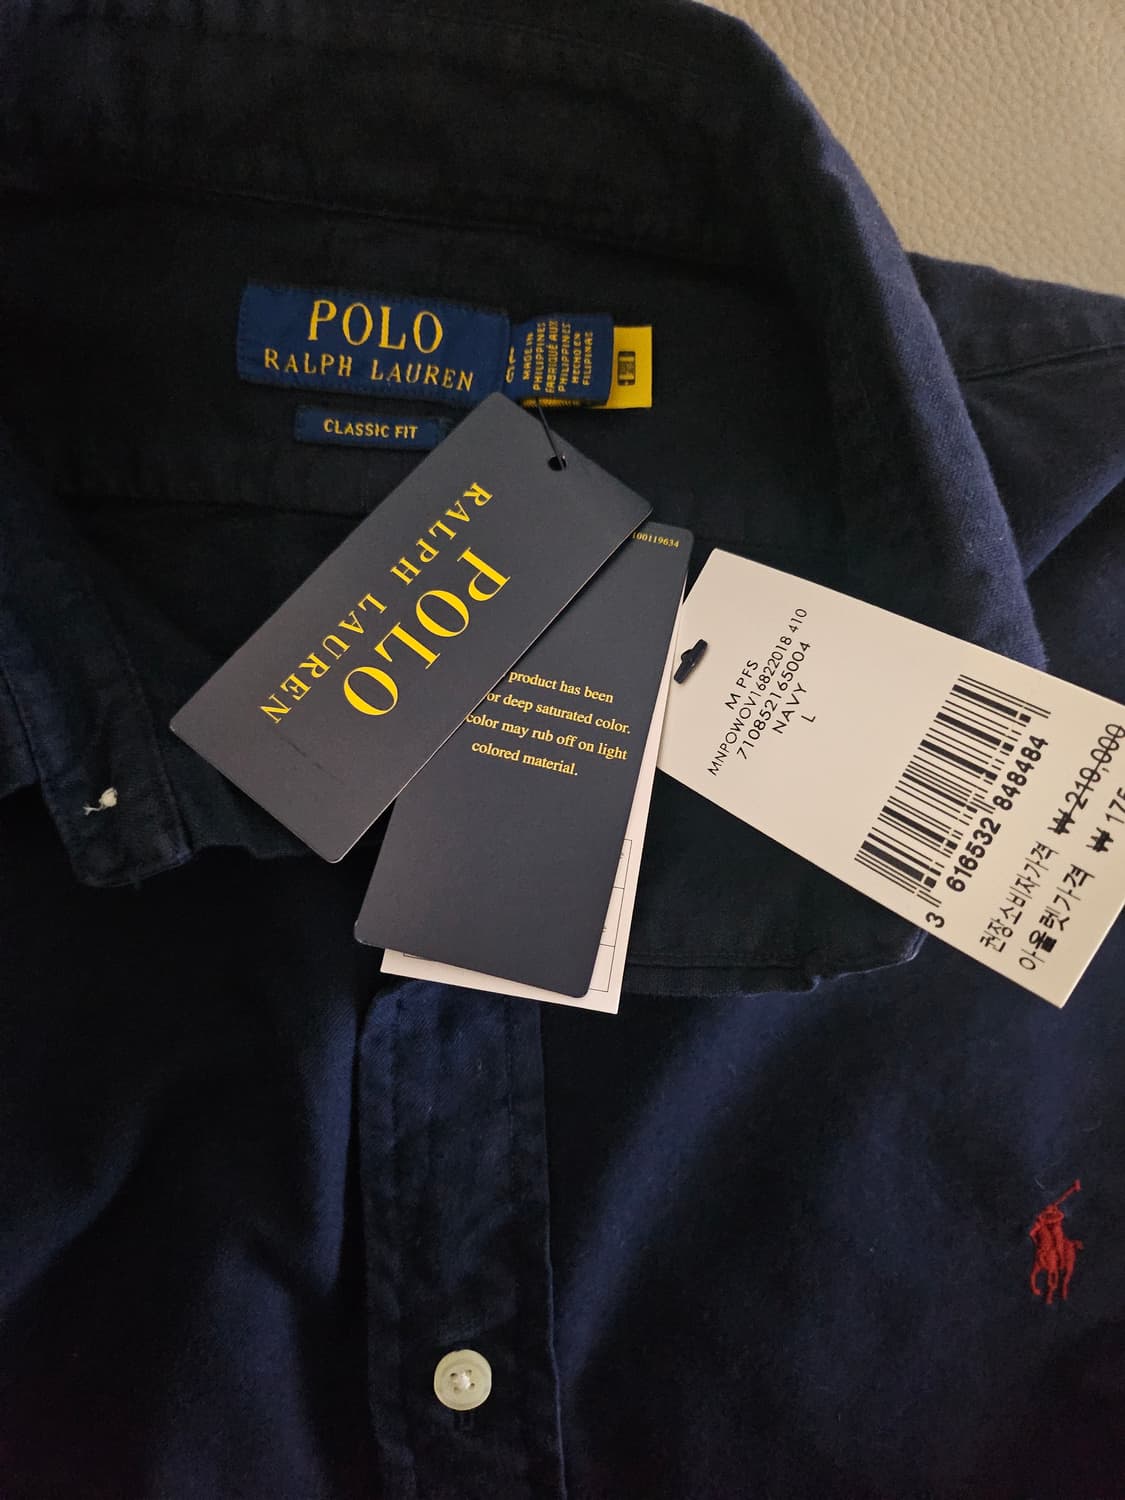 POLO
RALPH LAUREN
CLASSIC FIT
MADE IN
PHILIPPINES
FABRIQUÉ AUX
PHILIPPINES
HECHO EN
FILIPINAS
POLO
RALPH LAUREN
100119634
product has been
or deep saturated color.
color may rub off on light
colored material.
M PFS
MNPOWOV16822018 410
710852165004
NAVY
L
3 616532 848484
권장소비자가격 ₩ 219,000
아울렛가격 ₩ 175